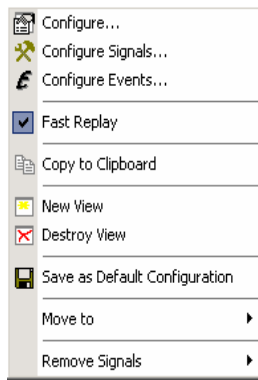 Configure...
Configure Signals...
Configure Events...
Fast Replay
Copy to Clipboard
New View
Destroy View
Save as Default Configuration
Move to
Remove Signals